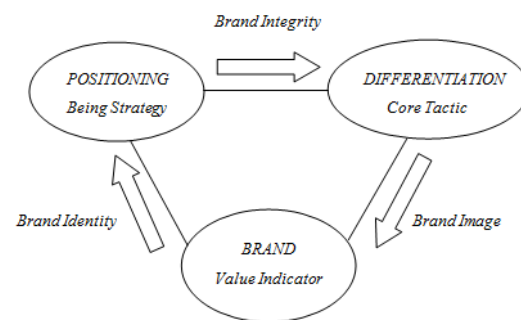 Brand Integrity
POSITIONING
Being Strategy
DIFFERENTIATION
Core Tactic
Brand Identity
Brand Image
BRAND
Value Indicator